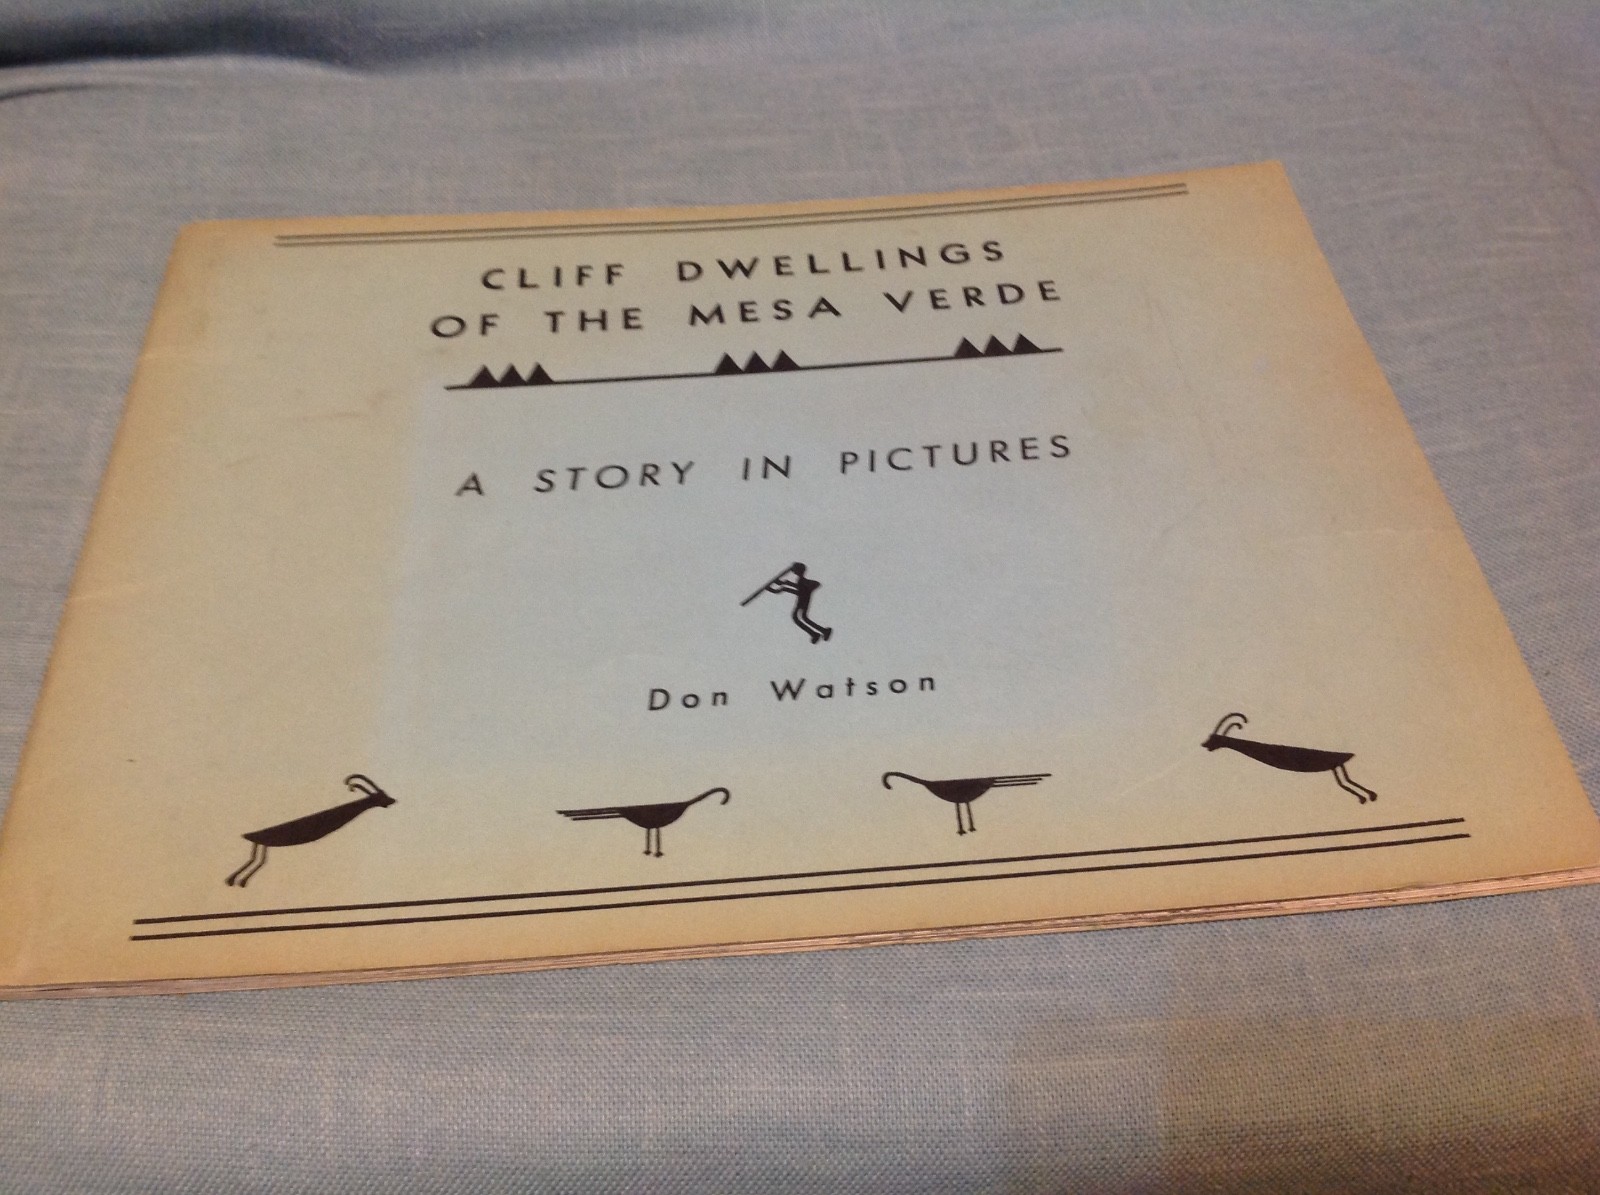 CLIFF DWELLINGS
OF THE MESA VERDE
A STORY IN PICTURES
Don Watson